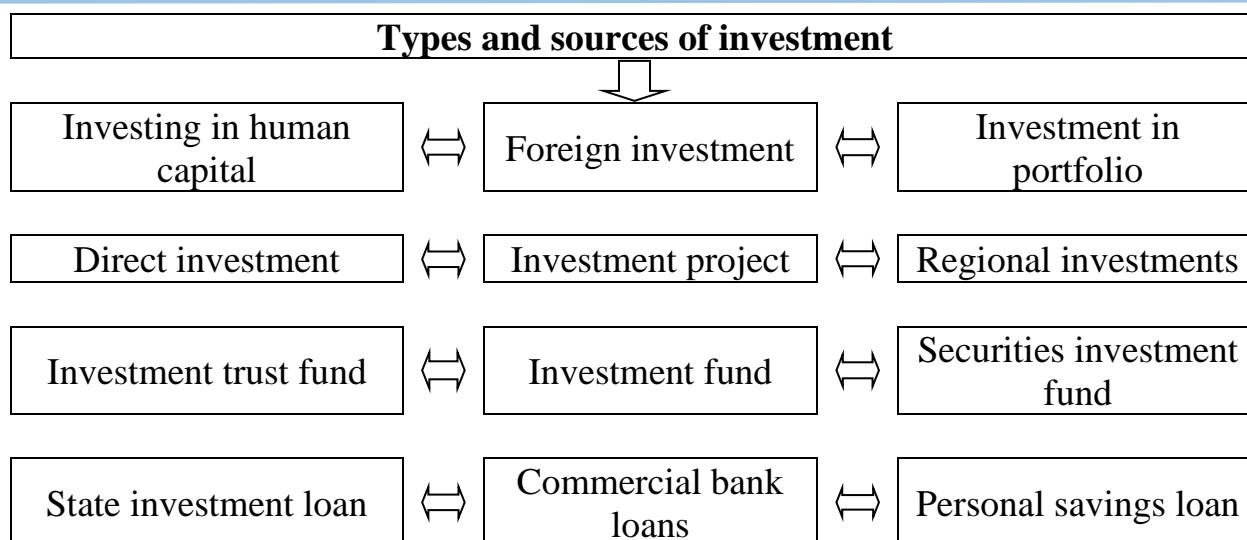 Types and sources of investment
Investing in human
capital
Foreign investment
Investment in
portfolio
Direct investment
Investment project
Regional investments
Investment trust fund
Investment fund
Securities investment
fund
State investment loan
Commercial bank
loans
Personal savings loan